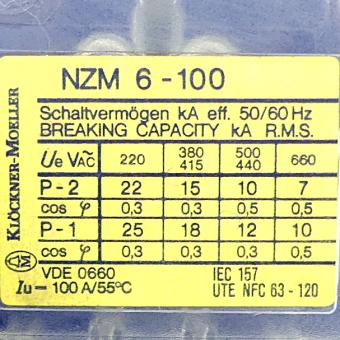 KLÖCKNER-MOELLER
NZM 6-100
Schaltvermögen kA eff. 50/60 Hz
BREAKING CAPACITY kA R.M.S.
Ue VAC 220 380 415 500 440 660
P-2 22 15 10 7
cos φ 0,3 0,3 0,5 0,5
P-1 25 18 12 10
cos φ 0,3 0,3 0,3 0,5
VDE 0660 IEC 157
Iu = 100 A/55°C UTE NFC 63-120